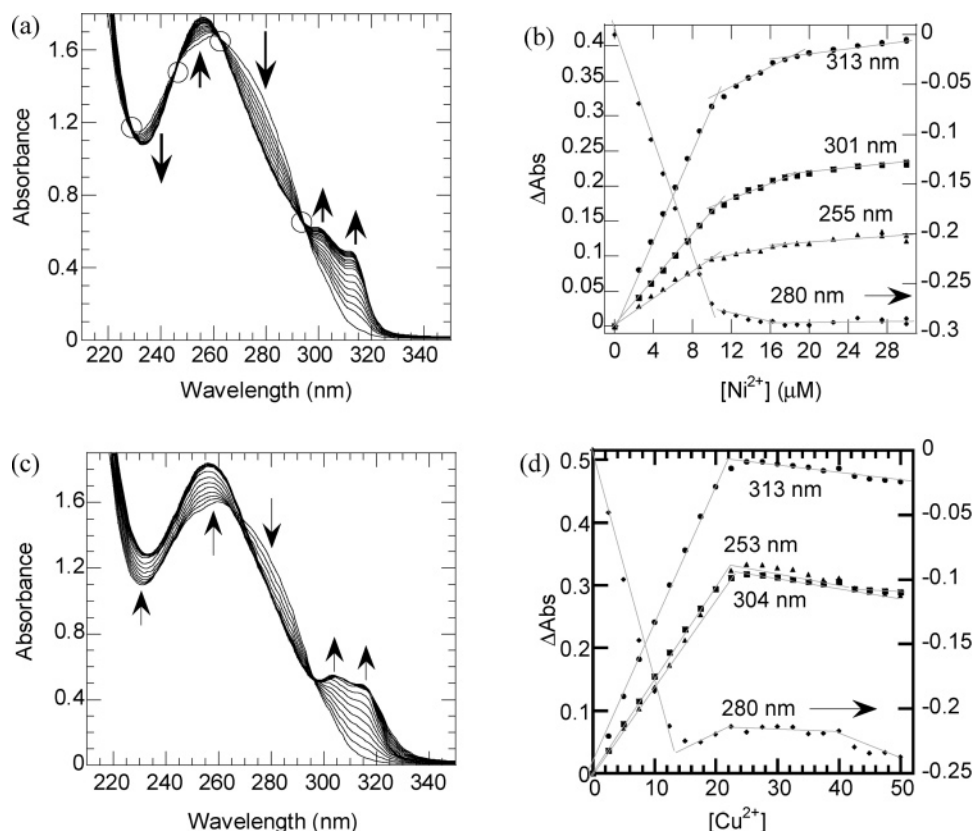 (a)
Absorbance
1.6
1.2
0.8
0.4
0
220 240 260 280 300 320 340
Wavelength (nm)
(b)
ΔAbs
0.4
0.35
0.3
0.25
0.2
0.15
0.1
0.05
0
0
-0.05
-0.1
-0.15
-0.2
-0.25
-0.3
313 nm
301 nm
255 nm
280 nm
0 4 8 12 16 20 24 28
[Ni²⁺] (μM)
(c)
Absorbance
1.6
1.2
0.8
0.4
0
220 240 260 280 300 320 340
Wavelength (nm)
(d)
ΔAbs
0.5
0.4
0.3
0.2
0.1
0
0
-0.05
-0.1
-0.15
-0.2
-0.25
313 nm
253 nm
304 nm
280 nm
0 10 20 30 40 50
[Cu²⁺]